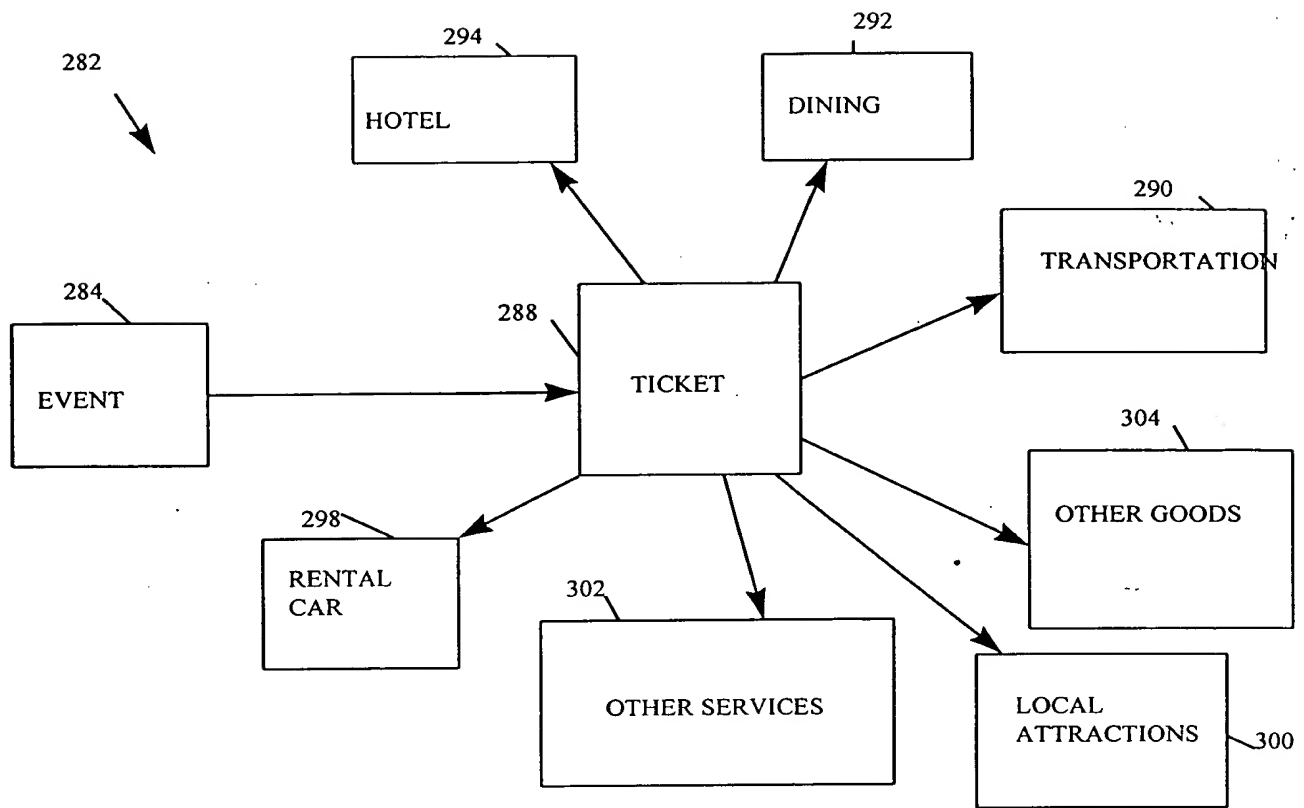 294
292
282
HOTEL
DINING
290
TRANSPORTATION
284
288
EVENT
TICKET
304
OTHER GOODS
298
RENTAL
CAR
302
OTHER SERVICES
LOCAL
ATTRACTIONS
300